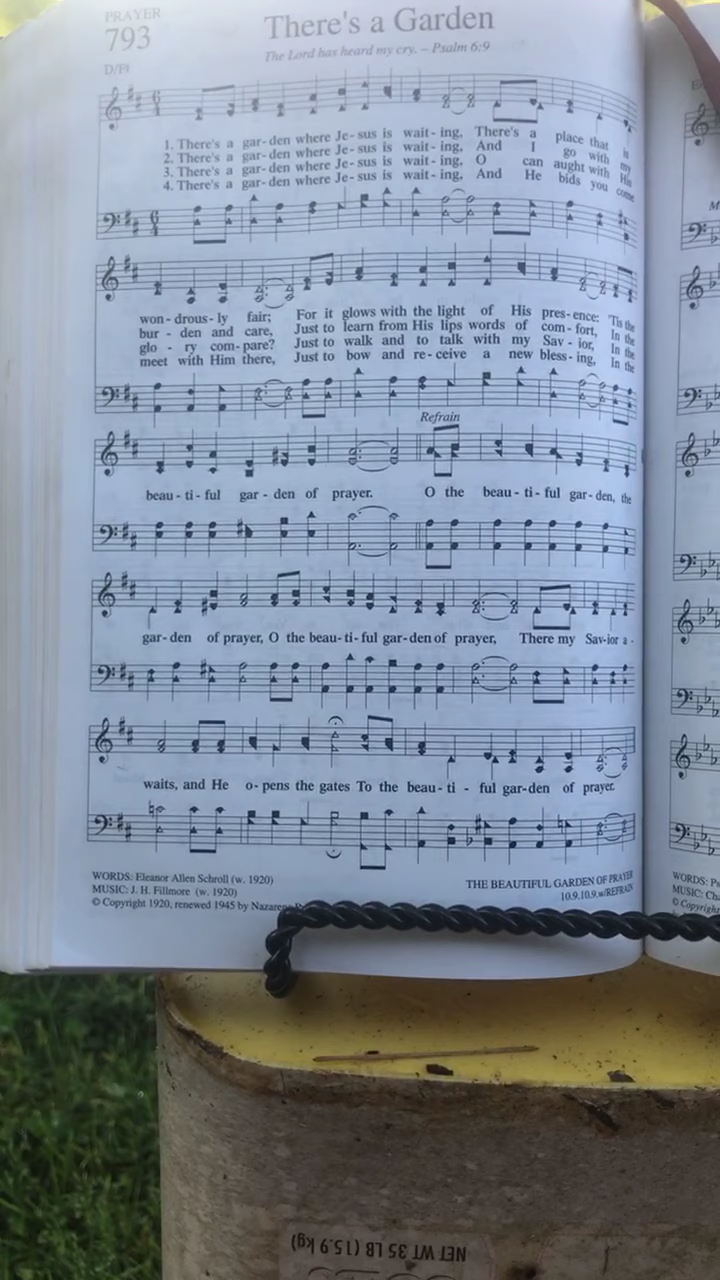 PRAYER
793
There's a Garden
The Lord has heard my cry. – Psalm 6:9
D/F♯
1. There's a gar-den where Je-sus is wait-ing, There's a place that is
2. There's a gar-den where Je-sus is wait-ing, And I go with my
3. There's a gar-den where Je-sus is wait-ing, O can aught with His
4. There's a gar-den where Je-sus is wait-ing, And He bids you come
won-drous-ly fair; For it glows with the light of His pres-ence: 'Tis the
bur-den and care, Just to learn from His lips words of com-fort, In the
glo-ry com-pare? Just to walk and to talk with my Sav-ior, In the
meet with Him there, Just to bow and re-ceive a new bless-ing, In the
Refrain
beau-ti-ful gar-den of prayer. O the beau-ti-ful gar-den, the
gar-den of prayer, O the beau-ti-ful gar-den of prayer, There my Sav-ior a-
waits, and He o-pens the gates To the beau-ti-ful gar-den of prayer.
WORDS: Eleanor Allen Schroll (w. 1920)
MUSIC: J. H. Fillmore (w. 1920)
© Copyright 1920, renewed 1945 by Nazarene
THE BEAUTIFUL GARDEN OF PRAYER
10.9.10.9.w/REFRAIN
WORDS:
MUSIC:
© Copyright
NET WT 35 LB (15.9 kg)